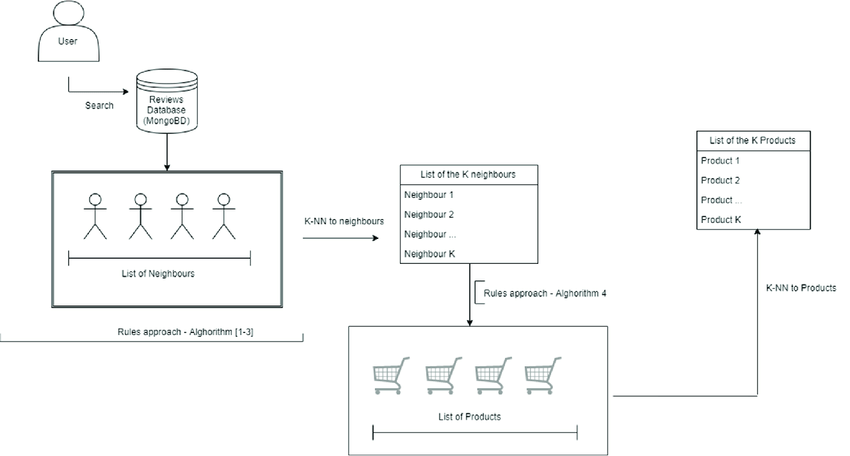 User
Search
Reviews
Database
(MongoBD)
List of Neighbours
Rules approach - Alghorithm [1-3]
K-NN to neighbours
List of the K neighbours
Neighbour 1
Neighbour 2
Neighbour ...
Neighbour K
Rules approach - Alghorithm 4
List of Products
K-NN to Products
List of the K Products
Product 1
Product 2
Product ...
Product K